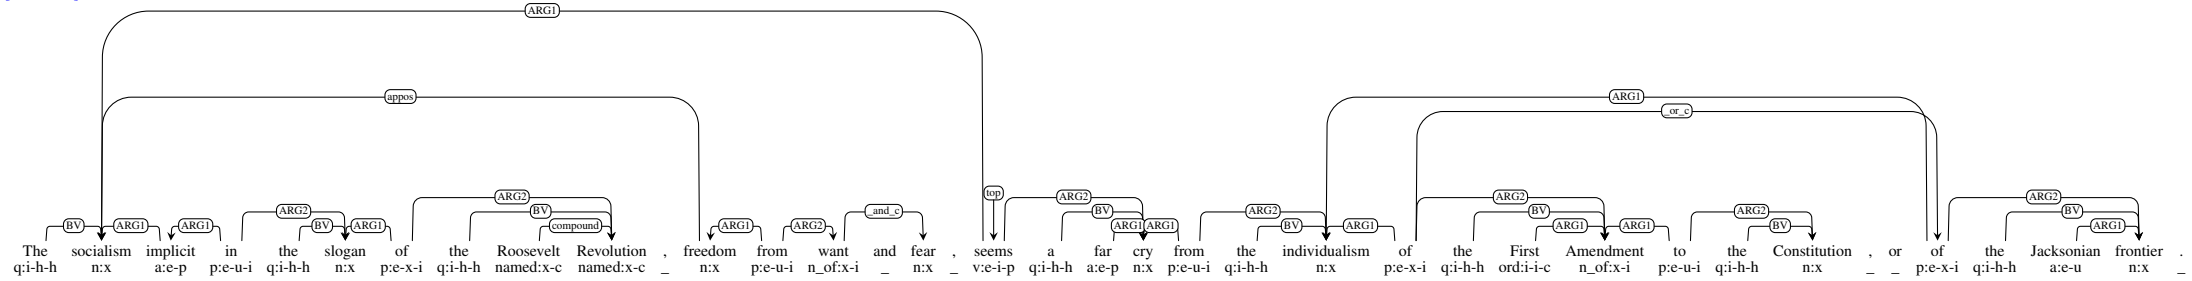 ARG1
appos ARG1
_or_c
top
ARG2 ARG2 ARG2 ARG2
ARG2 BV _and_c BV ARG2 BV ARG2 BV
BV ARG1 ARG1 BV ARG1 compound ARG1 ARG2 ARG1 ARG1 BV ARG1 ARG1 ARG1 BV ARG1
The socialism implicit in the slogan of the Roosevelt Revolution , freedom from want and fear , seems a far cry from the individualism of the First Amendment to the Constitution , or of the Jacksonian frontier .
q:i-h-h n:x a:e-p p:e-u-i q:i-h-h n:x p:e-x-i q:i-h-h named:x-c named:x-c _ n:x p:e-u-i n_of:x-i _ n:x _ v:e-i-p q:i-h-h a:e-p n:x p:e-u-i q:i-h-h n:x p:e-x-i q:i-h-h ord:i-i-c n_of:x-i p:e-u-i q:i-h-h n:x _ _ p:e-x-i q:i-h-h a:e-u n:x _